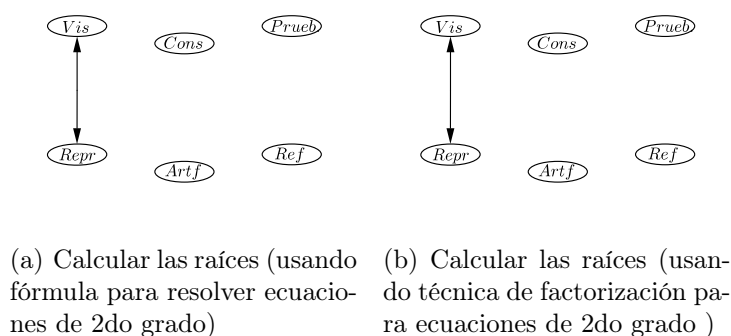 Vis
Cons
Prueb
Repr
Artf
Ref
Vis
Cons
Prueb
Repr
Artf
Ref
(a) Calcular las raíces (usando
fórmula para resolver ecuacio-
nes de 2do grado)
(b) Calcular las raíces (usan-
do técnica de factorización pa-
ra ecuaciones de 2do grado )